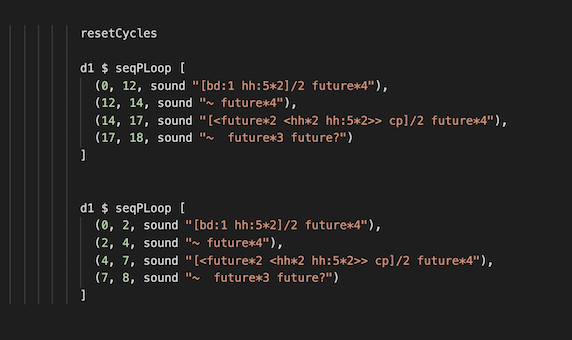 resetCycles
d1 $ seqPLoop [
(0, 12, sound "[bd:1 hh:5*2]/2 future*4"),
(12, 14, sound "~ future*4"),
(14, 17, sound "[<future*2 <hh*2 hh:5*2>> cp]/2 future*4"),
(17, 18, sound "~  future*3 future?")
]
d1 $ seqPLoop [
(0, 2, sound "[bd:1 hh:5*2]/2 future*4"),
(2, 4, sound "~ future*4"),
(4, 7, sound "[<future*2 <hh*2 hh:5*2>> cp]/2 future*4"),
(7, 8, sound "~  future*3 future?")
]